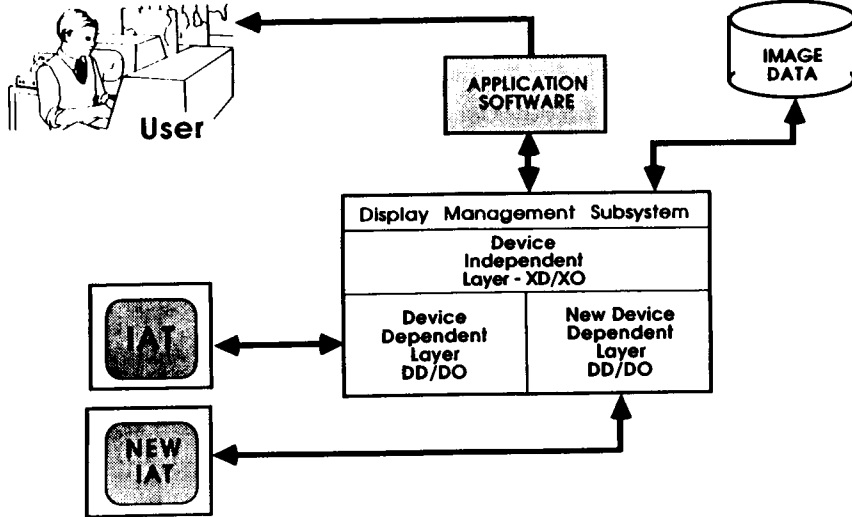 User
APPLICATION
SOFTWARE
IMAGE
DATA
Display Management Subsystem
Device
Independent
Layer - XD/XO
Device
Dependent
Layer
DD/DO
New Device
Dependent
Layer
DD/DO
IAT
NEW
IAT